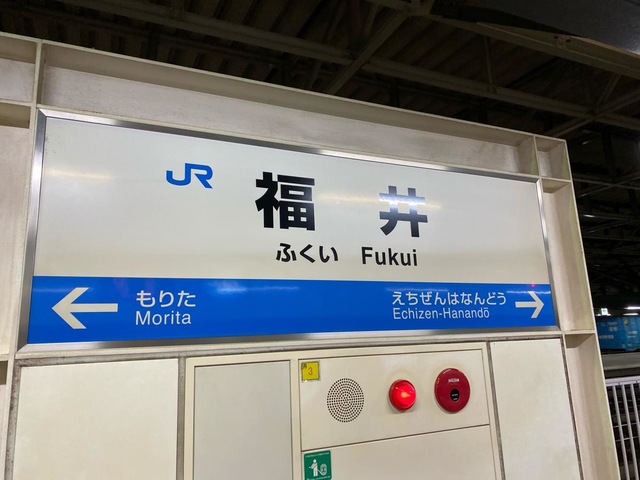 JR 福井
ふくい Fukui
← もりた
Morita
えちぜんはなんどう →
Echizen-Hanandō
3